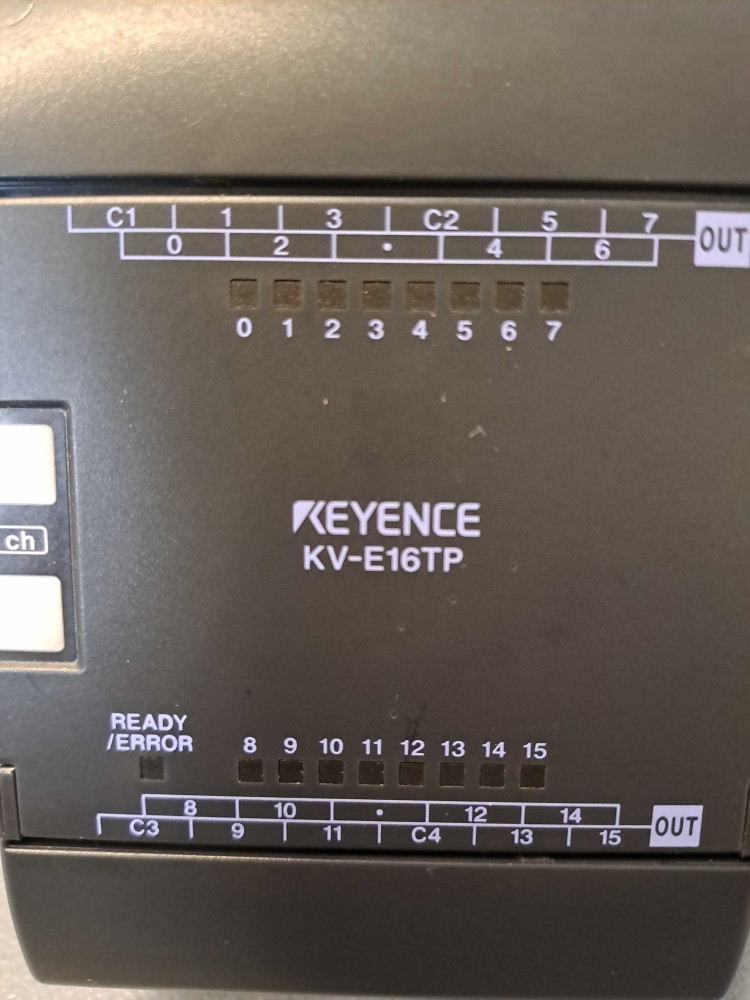 C1 1 3 C2 5 7
0 2 • 4 6
OUT
0 1 2 3 4 5 6 7
ch
KEYENCE
KV-E16TP
READY
/ERROR
8 9 10 11 12 13 14 15
8 10 • 12 14
C3 9 11 C4 13 15
OUT